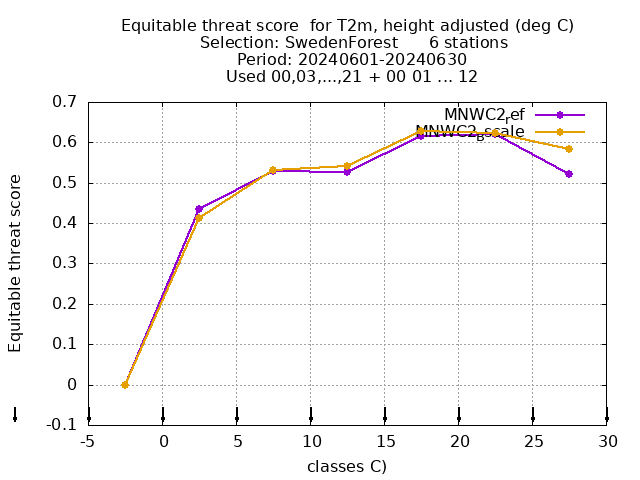 Equitable threat score  for T2m, height adjusted (deg C)
Selection: SwedenForest      6 stations
Period: 20240601-20240630
Used 00,03,...,21 + 00 01 ... 12
MNWC2ref
MNWC2scale
0.7
0.6
0.5
0.4
0.3
0.2
0.1
0
-0.1
Equitable threat score
-5 0 5 10 15 20 25 30
classes C)